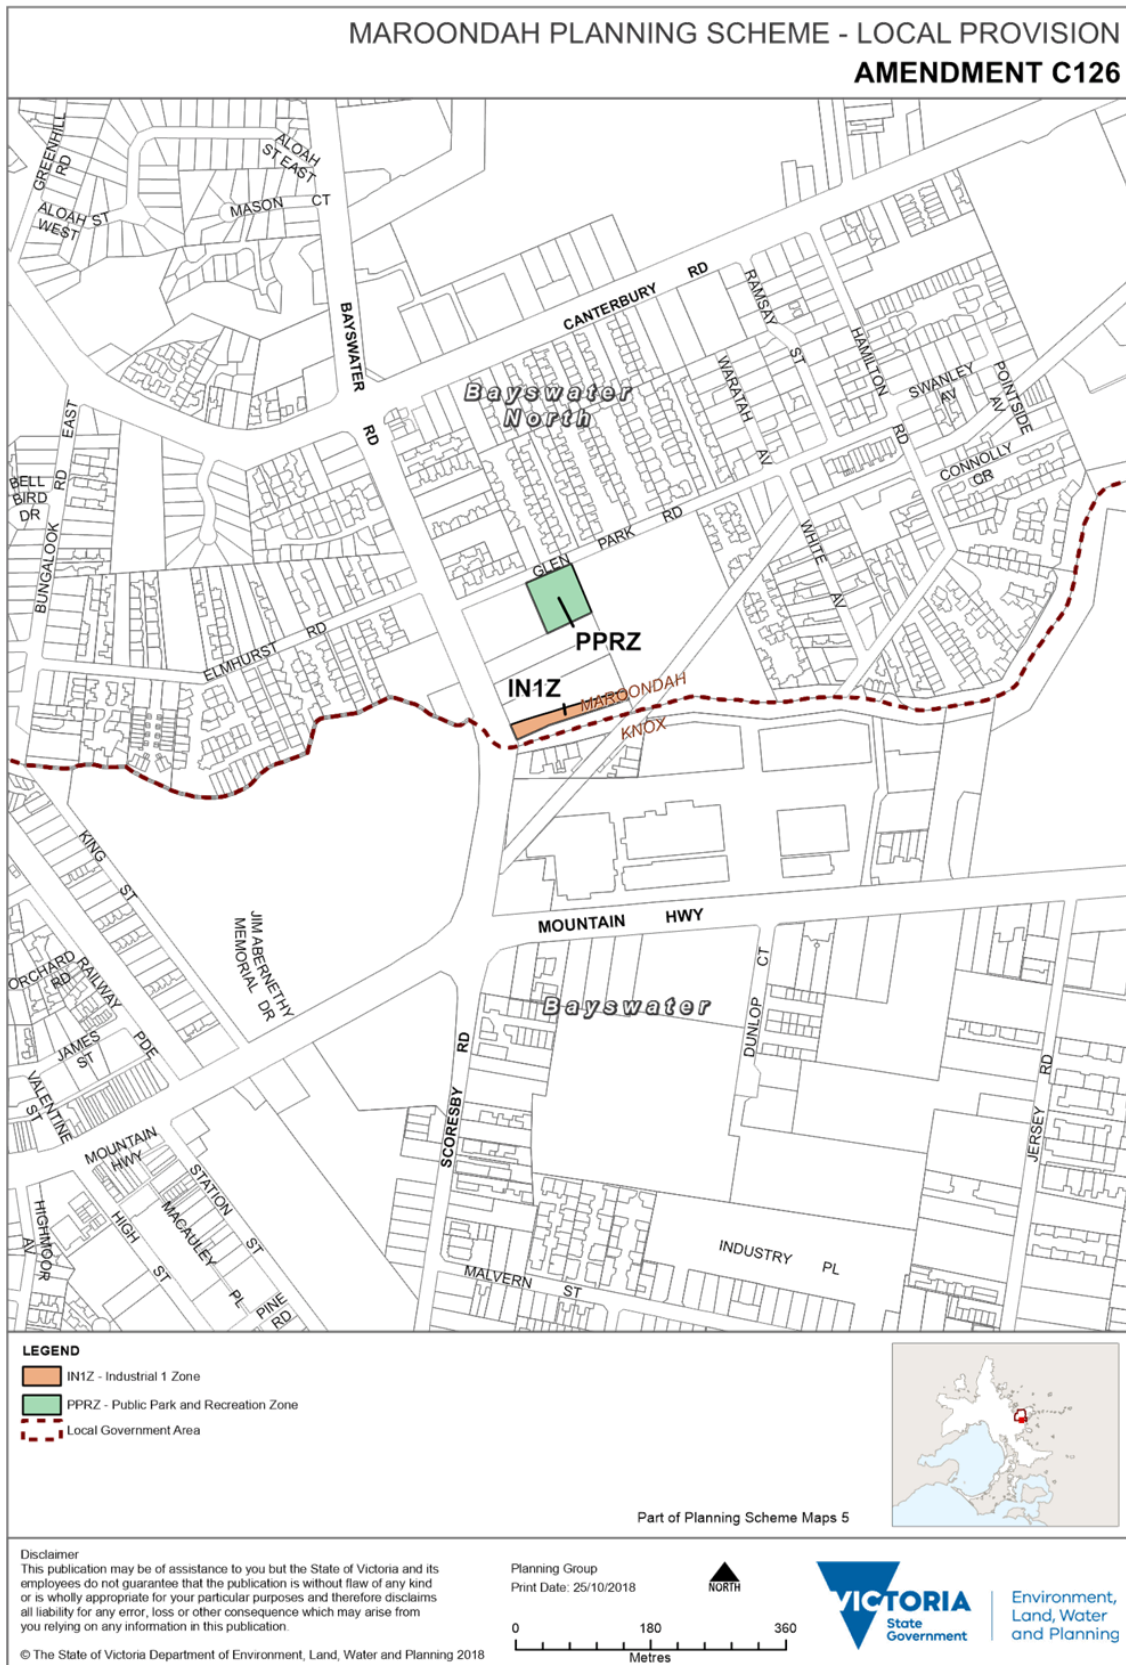 MAROONDAH PLANNING SCHEME - LOCAL PROVISION
AMENDMENT C126
GREENHILL
RD
ALOAH
ST EAST
ALOAH ST
WEST
MASON CT
BAYSWATER
RD
CANTERBURY RD
RAMSAY
ST
HAMILTON
RD
WARATAH
AV
SWANLEY
AV
POINTSIDE
AV
CONNOLLY
CR
Bayswater
North
BUNGALOOK RD EAST
BELL
BIRD
DR
GLEN PARK RD
WHITE AV
ELMHURST RD
PPRZ
IN1Z
MAROONDAH
KNOX
KING ST
JIM ABERNETHY
MEMORIAL DR
MOUNTAIN HWY
ORCHARD
RD
RAILWAY
PDE
JAMES
ST
VALENTINE
ST
Bayswater
DUNLOP CT
SCORESBY RD
JERSEY RD
MOUNTAIN
HWY
STATION
ST
MACAULEY
PL
HIGH
ST
HIGHMOOR
AV
PINE
RD
MALVERN ST
INDUSTRY PL
LEGEND
IN1Z - Industrial 1 Zone
PPRZ - Public Park and Recreation Zone
Local Government Area
Part of Planning Scheme Maps 5
Disclaimer
This publication may be of assistance to you but the State of Victoria and its
employees do not guarantee that the publication is without flaw of any kind
or is wholly appropriate for your particular purposes and therefore disclaims
all liability for any error, loss or other consequence which may arise from
you relying on any information in this publication.
© The State of Victoria Department of Environment, Land, Water and Planning 2018
Planning Group
Print Date: 25/10/2018
NORTH
0 180 360
Metres
VICTORIA
State
Government
Environment,
Land, Water
and Planning